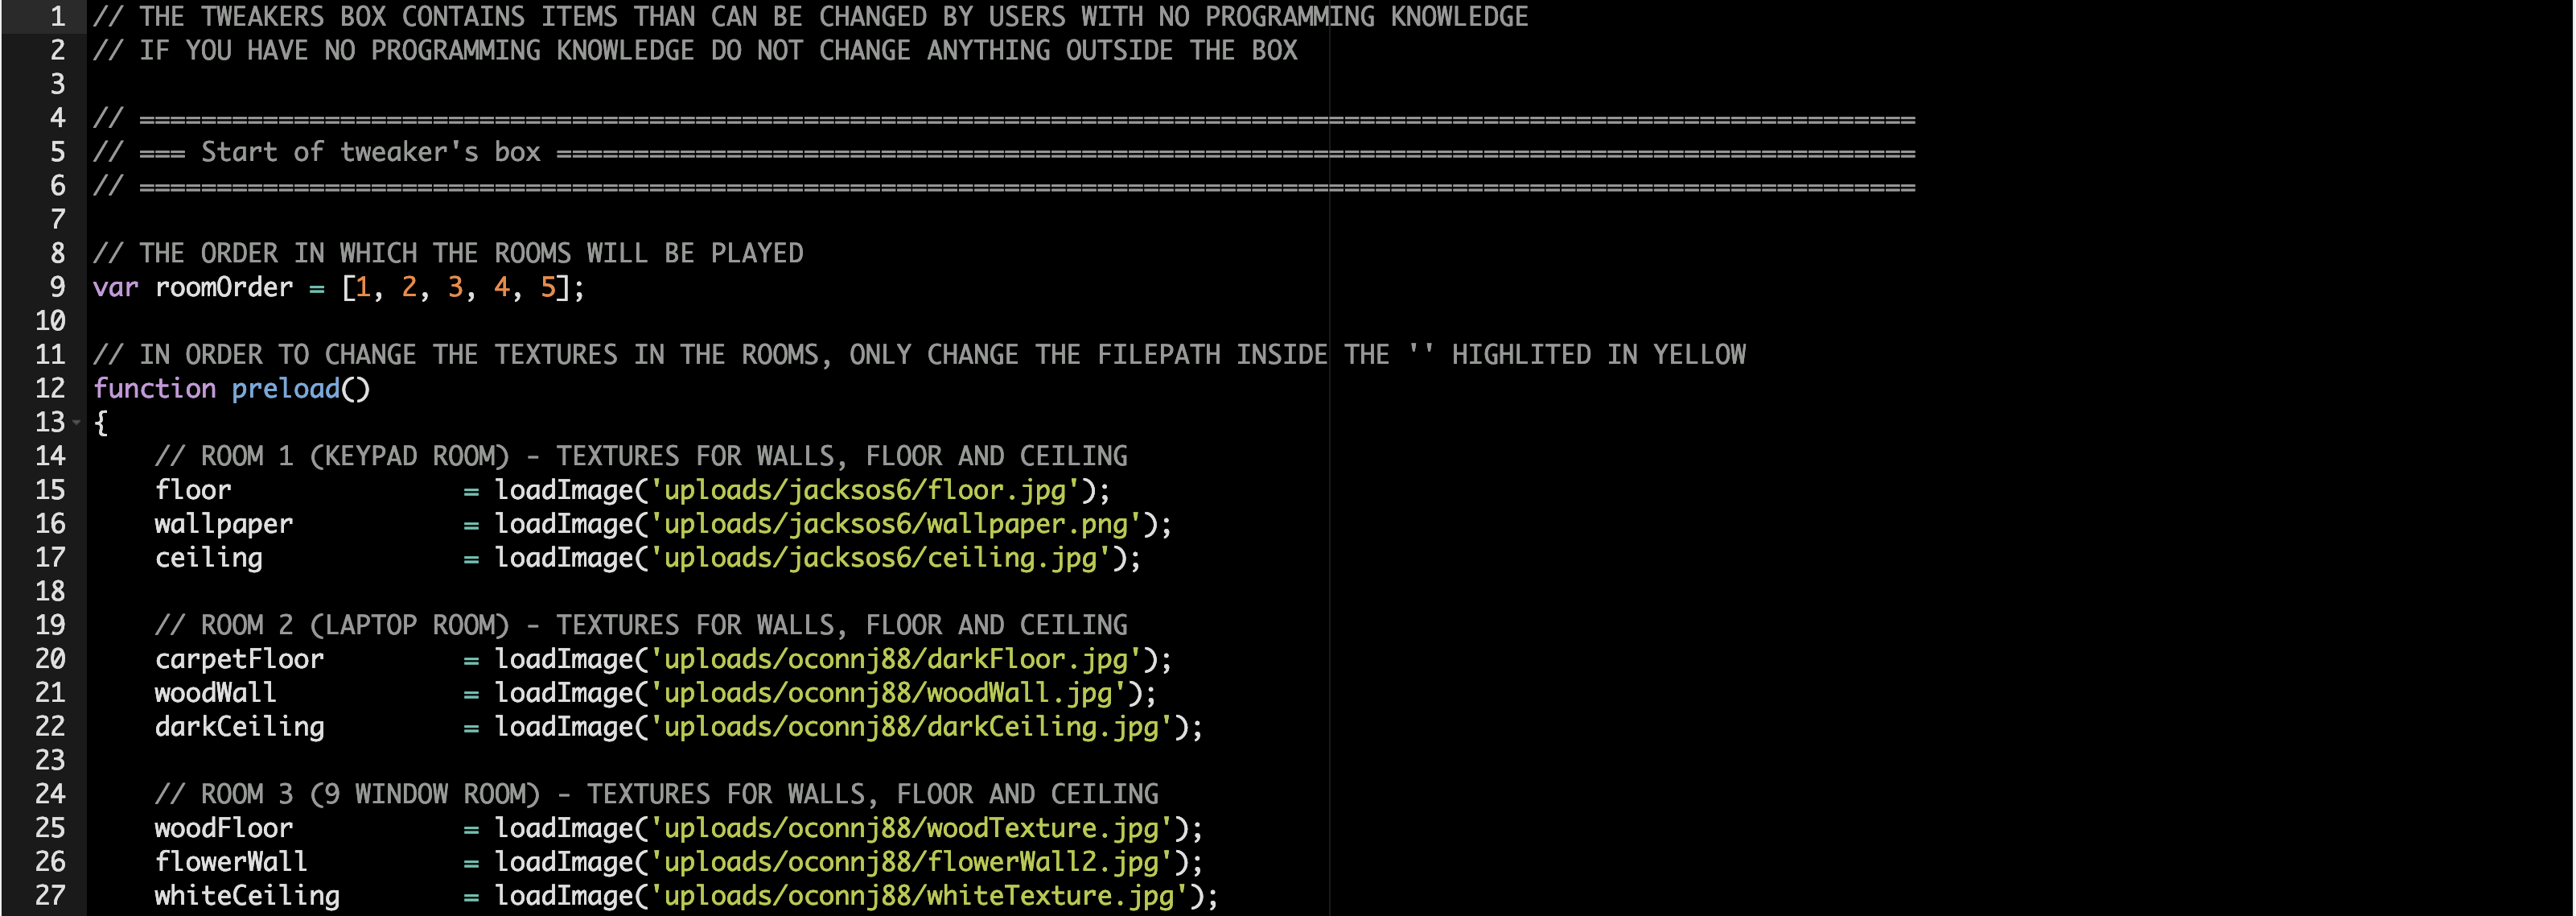 1 // THE TWEAKERS BOX CONTAINS ITEMS THAN CAN BE CHANGED BY USERS WITH NO PROGRAMMING KNOWLEDGE
2 // IF YOU HAVE NO PROGRAMMING KNOWLEDGE DO NOT CHANGE ANYTHING OUTSIDE THE BOX
3
4 // ===================================================================================================================
5 // === Start of tweaker's box ========================================================================================
6 // ===================================================================================================================
7
8 // THE ORDER IN WHICH THE ROOMS WILL BE PLAYED
9 var roomOrder = [1, 2, 3, 4, 5];
10
11 // IN ORDER TO CHANGE THE TEXTURES IN THE ROOMS, ONLY CHANGE THE FILEPATH INSIDE THE '' HIGHLITED IN YELLOW
12 function preload()
13 {
14     // ROOM 1 (KEYPAD ROOM) - TEXTURES FOR WALLS, FLOOR AND CEILING
15     floor               = loadImage('uploads/jacksos6/floor.jpg');
16     wallpaper           = loadImage('uploads/jacksos6/wallpaper.png');
17     ceiling             = loadImage('uploads/jacksos6/ceiling.jpg');
18
19     // ROOM 2 (LAPTOP ROOM) - TEXTURES FOR WALLS, FLOOR AND CEILING
20     carpetFloor         = loadImage('uploads/oconnj88/darkFloor.jpg');
21     woodWall            = loadImage('uploads/oconnj88/woodWall.jpg');
22     darkCeiling         = loadImage('uploads/oconnj88/darkCeiling.jpg');
23
24     // ROOM 3 (9 WINDOW ROOM) - TEXTURES FOR WALLS, FLOOR AND CEILING
25     woodFloor           = loadImage('uploads/oconnj88/woodTexture.jpg');
26     flowerWall          = loadImage('uploads/oconnj88/flowerWall2.jpg');
27     whiteCeiling        = loadImage('uploads/oconnj88/whiteTexture.jpg');